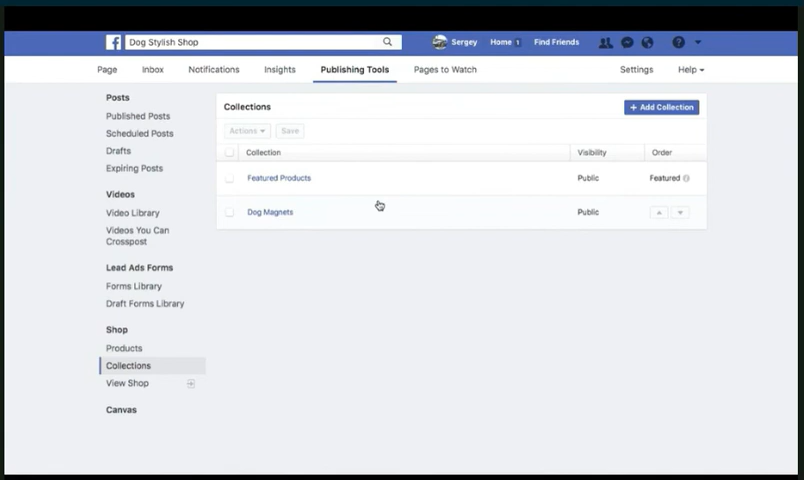 f Dog Stylish Shop Sergey Home 1 Find Friends ?
Page Inbox Notifications Insights Publishing Tools Pages to Watch Settings Help
Posts
Published Posts
Scheduled Posts
Drafts
Expiring Posts
Videos
Video Library
Videos You Can
Crosspost
Lead Ads Forms
Forms Library
Draft Forms Library
Shop
Products
Collections
View Shop
Canvas
Collections + Add Collection
Actions Save
Collection Visibility Order
Featured Products Public Featured
Dog Magnets Public